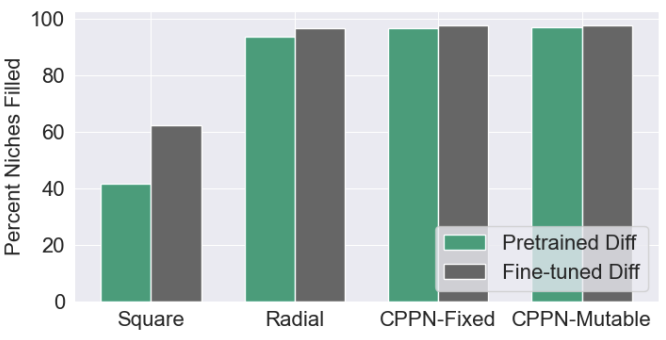 100
80
60
40
20
0
Percent Niches Filled
Pretrained Diff
Fine-tuned Diff
Square Radial CPPN-Fixed CPPN-Mutable